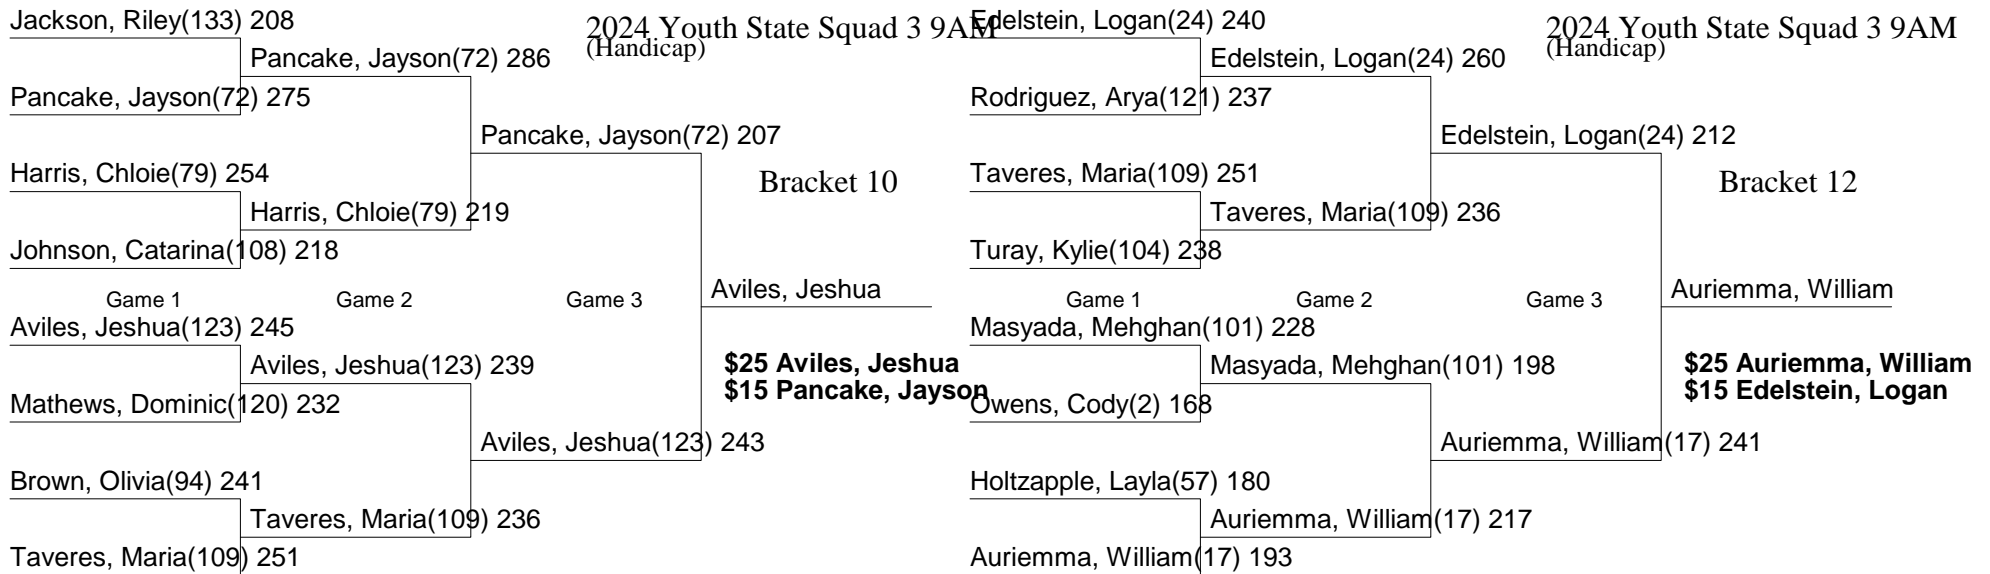 Jackson, Riley(133) 208
2024 Youth State Squad 3 9AM
(Handicap)
Pancake, Jayson(72) 286
Pancake, Jayson(72) 275
Pancake, Jayson(72) 207
Harris, Chloie(79) 254
Bracket 10
Harris, Chloie(79) 219
Johnson, Catarina(108) 218
Game 1
Game 2
Game 3
Aviles, Jeshua
Aviles, Jeshua(123) 245
Aviles, Jeshua(123) 239
$25 Aviles, Jeshua
$15 Pancake, Jayson
Mathews, Dominic(120) 232
Aviles, Jeshua(123) 243
Brown, Olivia(94) 241
Taveres, Maria(109) 236
Taveres, Maria(109) 251
Edelstein, Logan(24) 240
2024 Youth State Squad 3 9AM
(Handicap)
Edelstein, Logan(24) 260
Rodriguez, Arya(121) 237
Edelstein, Logan(24) 212
Taveres, Maria(109) 251
Bracket 12
Taveres, Maria(109) 236
Turay, Kylie(104) 238
Game 1
Game 2
Game 3
Auriemma, William
Masyada, Mehghan(101) 228
Masyada, Mehghan(101) 198
$25 Auriemma, William
$15 Edelstein, Logan
Owens, Cody(2) 168
Auriemma, William(17) 241
Holtzapple, Layla(57) 180
Auriemma, William(17) 217
Auriemma, William(17) 193